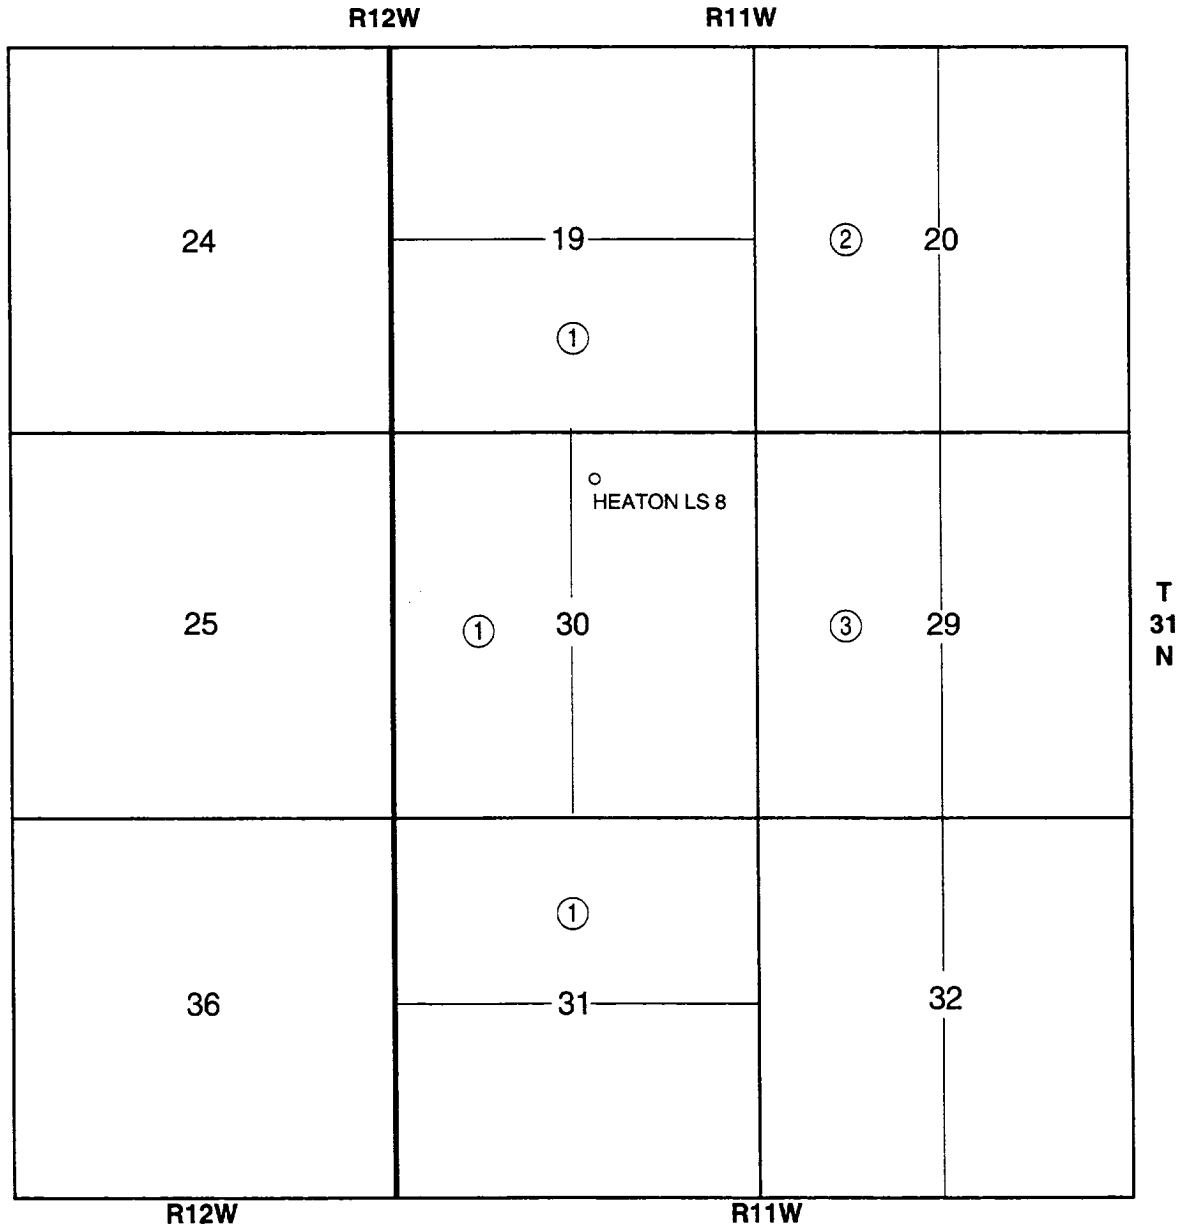 R12W R11W
24 19 ② 20
①
HEATON LS 8
25 ① 30 ③ 29
T
31
N
①
36 31 32
R12W R11W